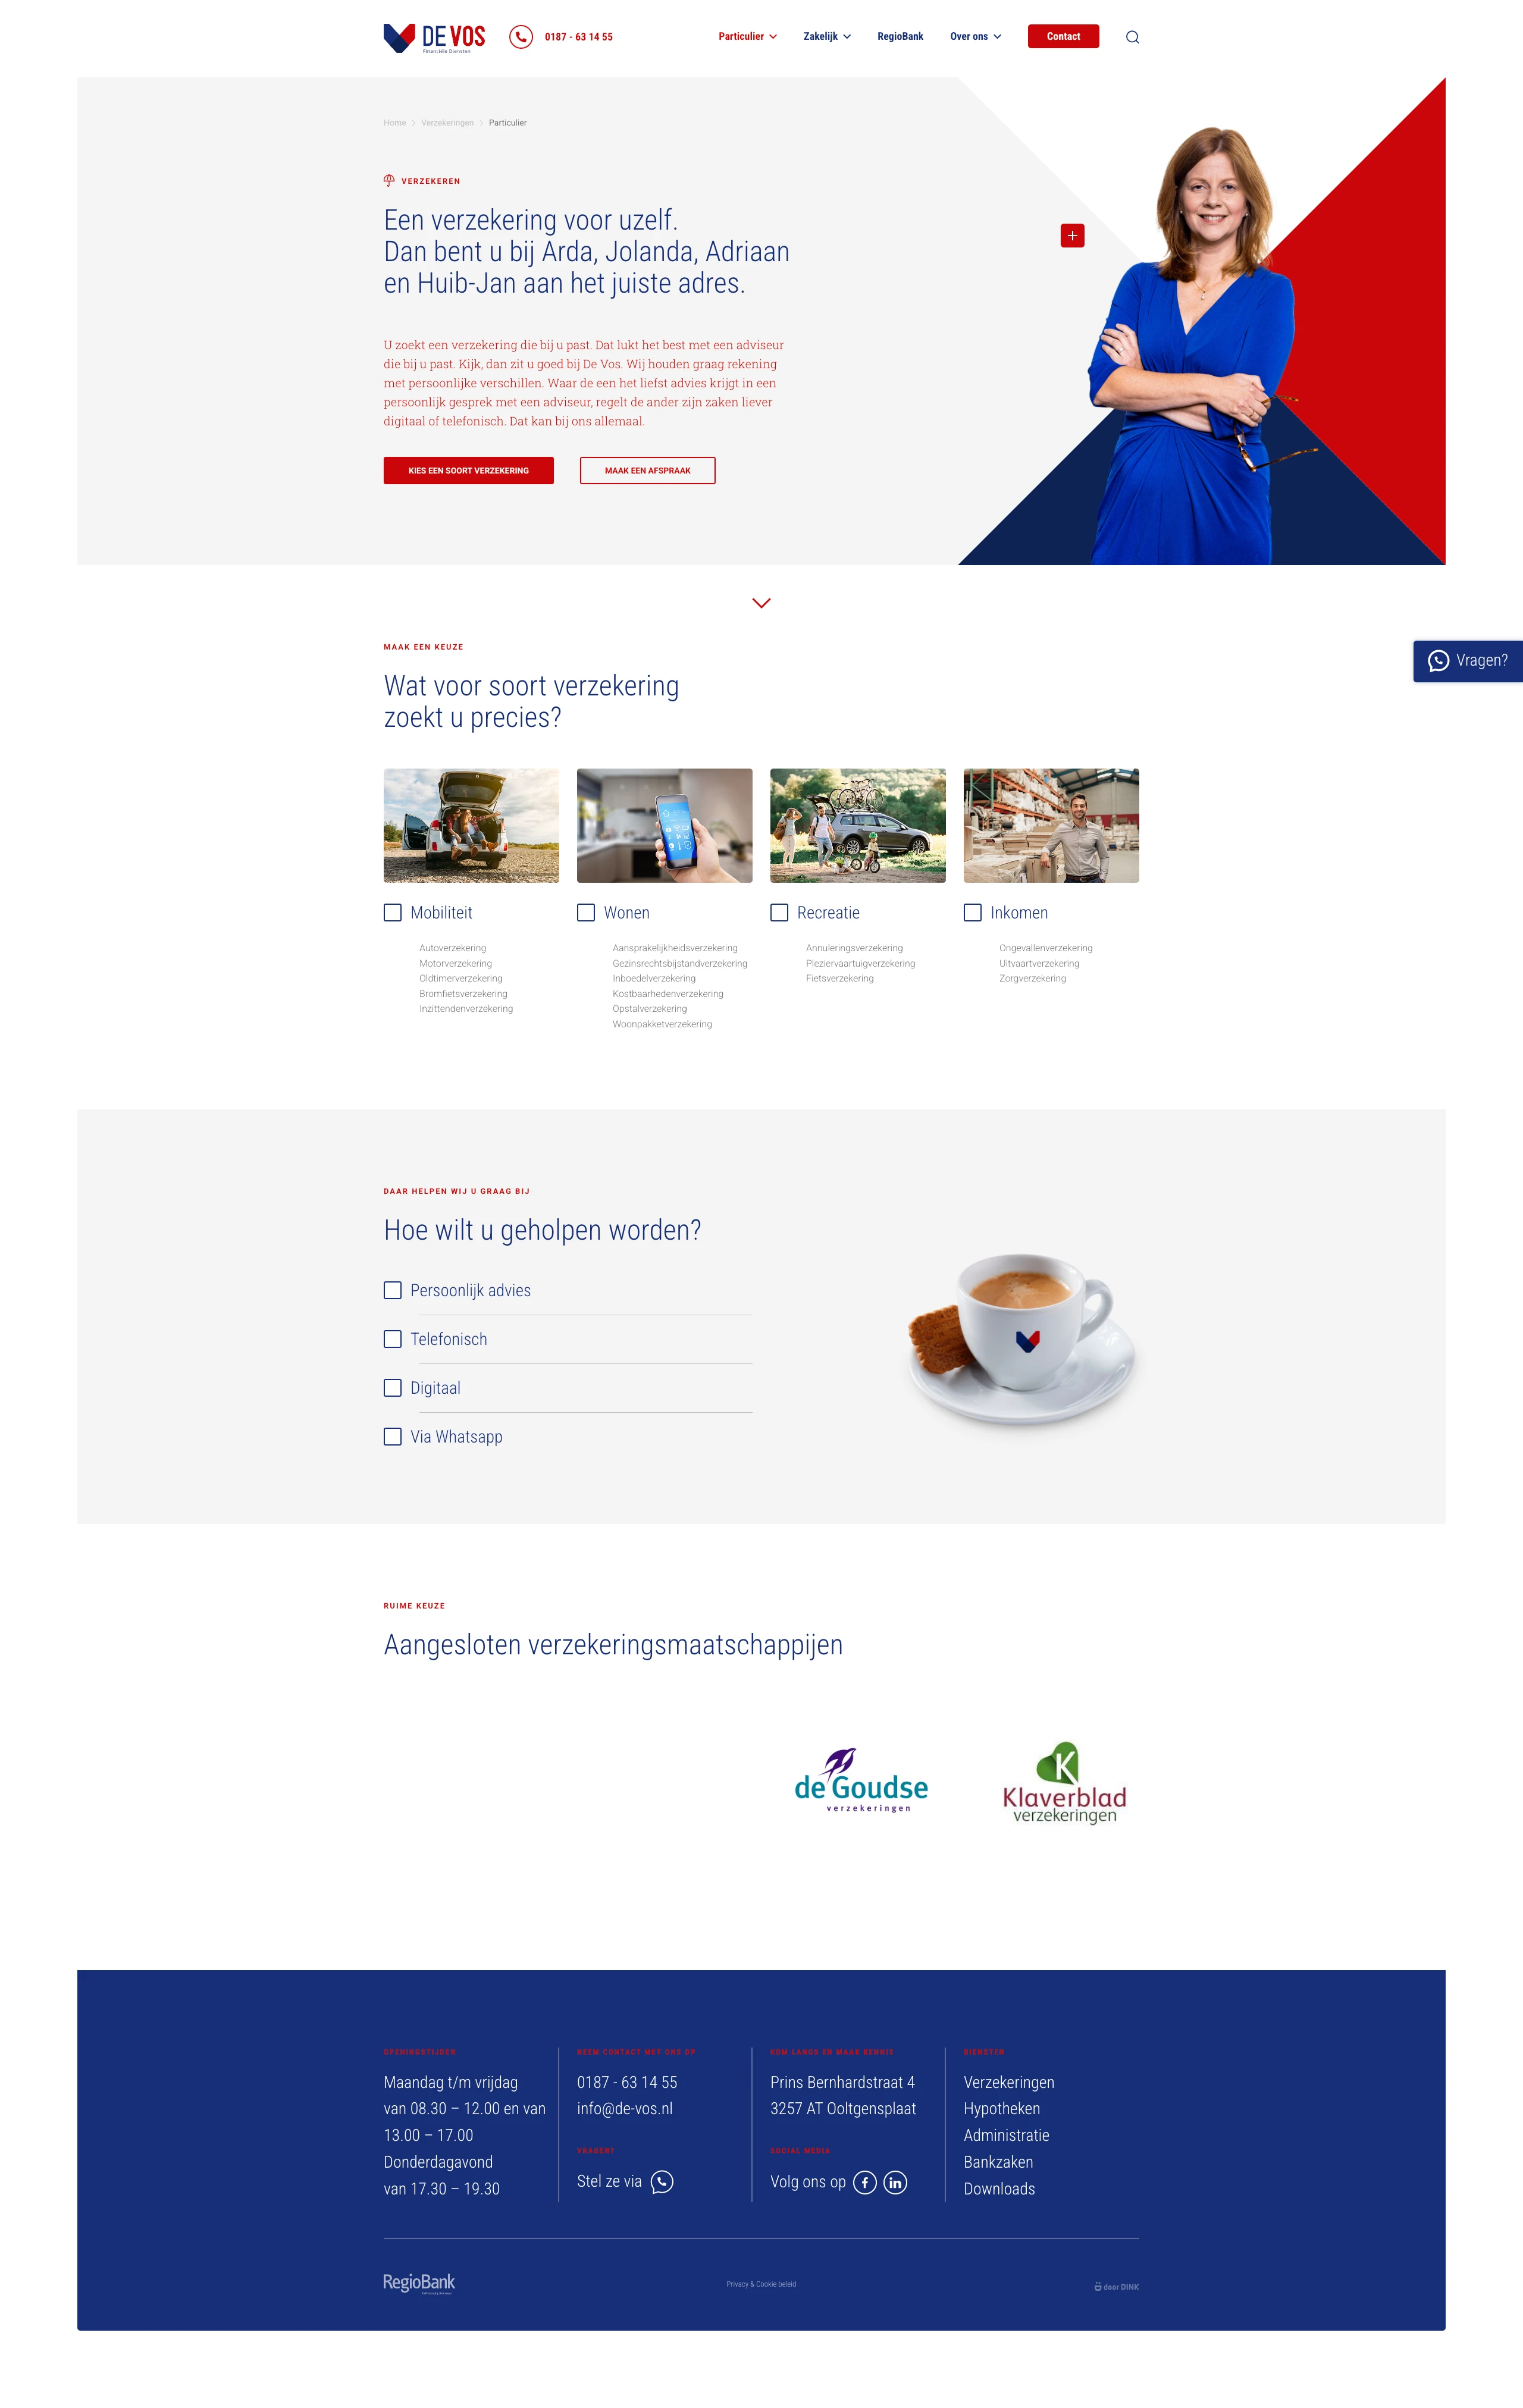 DE VOS
Financiële Diensten
0187 - 63 14 55
Particulier
Zakelijk
RegioBank
Over ons
Contact
Home
Verzekeringen
Particulier
VERZEKEREN
Een verzekering voor uzelf.
Dan bent u bij Arda, Jolanda, Adriaan
en Huib-Jan aan het juiste adres.
U zoekt een verzekering die bij u past. Dat lukt het best met een adviseur
die bij u past. Kijk, dan zit u goed bij De Vos. Wij houden graag rekening
met persoonlijke verschillen. Waar de een het liefst advies krijgt in een
persoonlijk gesprek met een adviseur, regelt de ander zijn zaken liever
digitaal of telefonisch. Dat kan bij ons allemaal.
KIES EEN SOORT VERZEKERING
MAAK EEN AFSPRAAK
MAAK EEN KEUZE
Vragen?
Wat voor soort verzekering
zoekt u precies?
Mobiliteit
Autoverzekering
Motorverzekering
Oldtimerverzekering
Bromfietsverzekering
Inzittendenverzekering
Wonen
Aansprakelijkheidsverzekering
Gezinsrechtsbijstandverzekering
Inboedelverzekering
Kostbaarhedenverzekering
Opstalverzekering
Woonpakketverzekering
Recreatie
Annuleringsverzekering
Pleziervaartuigverzekering
Fietsverzekering
Inkomen
Ongevallenverzekering
Uitvaartverzekering
Zorgverzekering
DAAR HELPEN WIJ U GRAAG BIJ
Hoe wilt u geholpen worden?
Persoonlijk advies
Telefonisch
Digitaal
Via Whatsapp
RUIME KEUZE
Aangesloten verzekeringsmaatschappijen
de Goudse
verzekeringen
Klaverblad
verzekeringen
OPENINGSTIJDEN
Maandag t/m vrijdag
van 08.30 – 12.00 en van
13.00 – 17.00
Donderdagavond
van 17.30 – 19.30
NEEM CONTACT MET ONS OP
0187 - 63 14 55
info@de-vos.nl
VRAGEN?
Stel ze via
KOM LANGS EN MAAK KENNIS
Prins Bernhardstraat 4
3257 AT Ooltgensplaat
SOCIAL MEDIA
Volg ons op
DIENSTEN
Verzekeringen
Hypotheken
Administratie
Bankzaken
Downloads
RegioBank
Privacy & Cookie beleid
door DINK